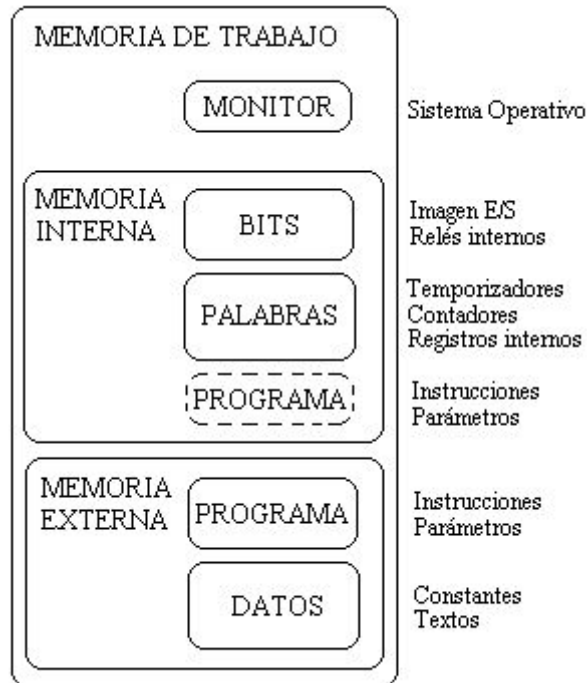 MEMORIA DE TRABAJO
MONITOR
Sistema Operativo
MEMORIA
INTERNA
BITS
Imagen E/S
Relés internos
PALABRAS
Temporizadores
Contadores
Registros internos
PROGRAMA
Instrucciones
Parámetros
MEMORIA
EXTERNA
PROGRAMA
Instrucciones
Parámetros
DATOS
Constantes
Textos